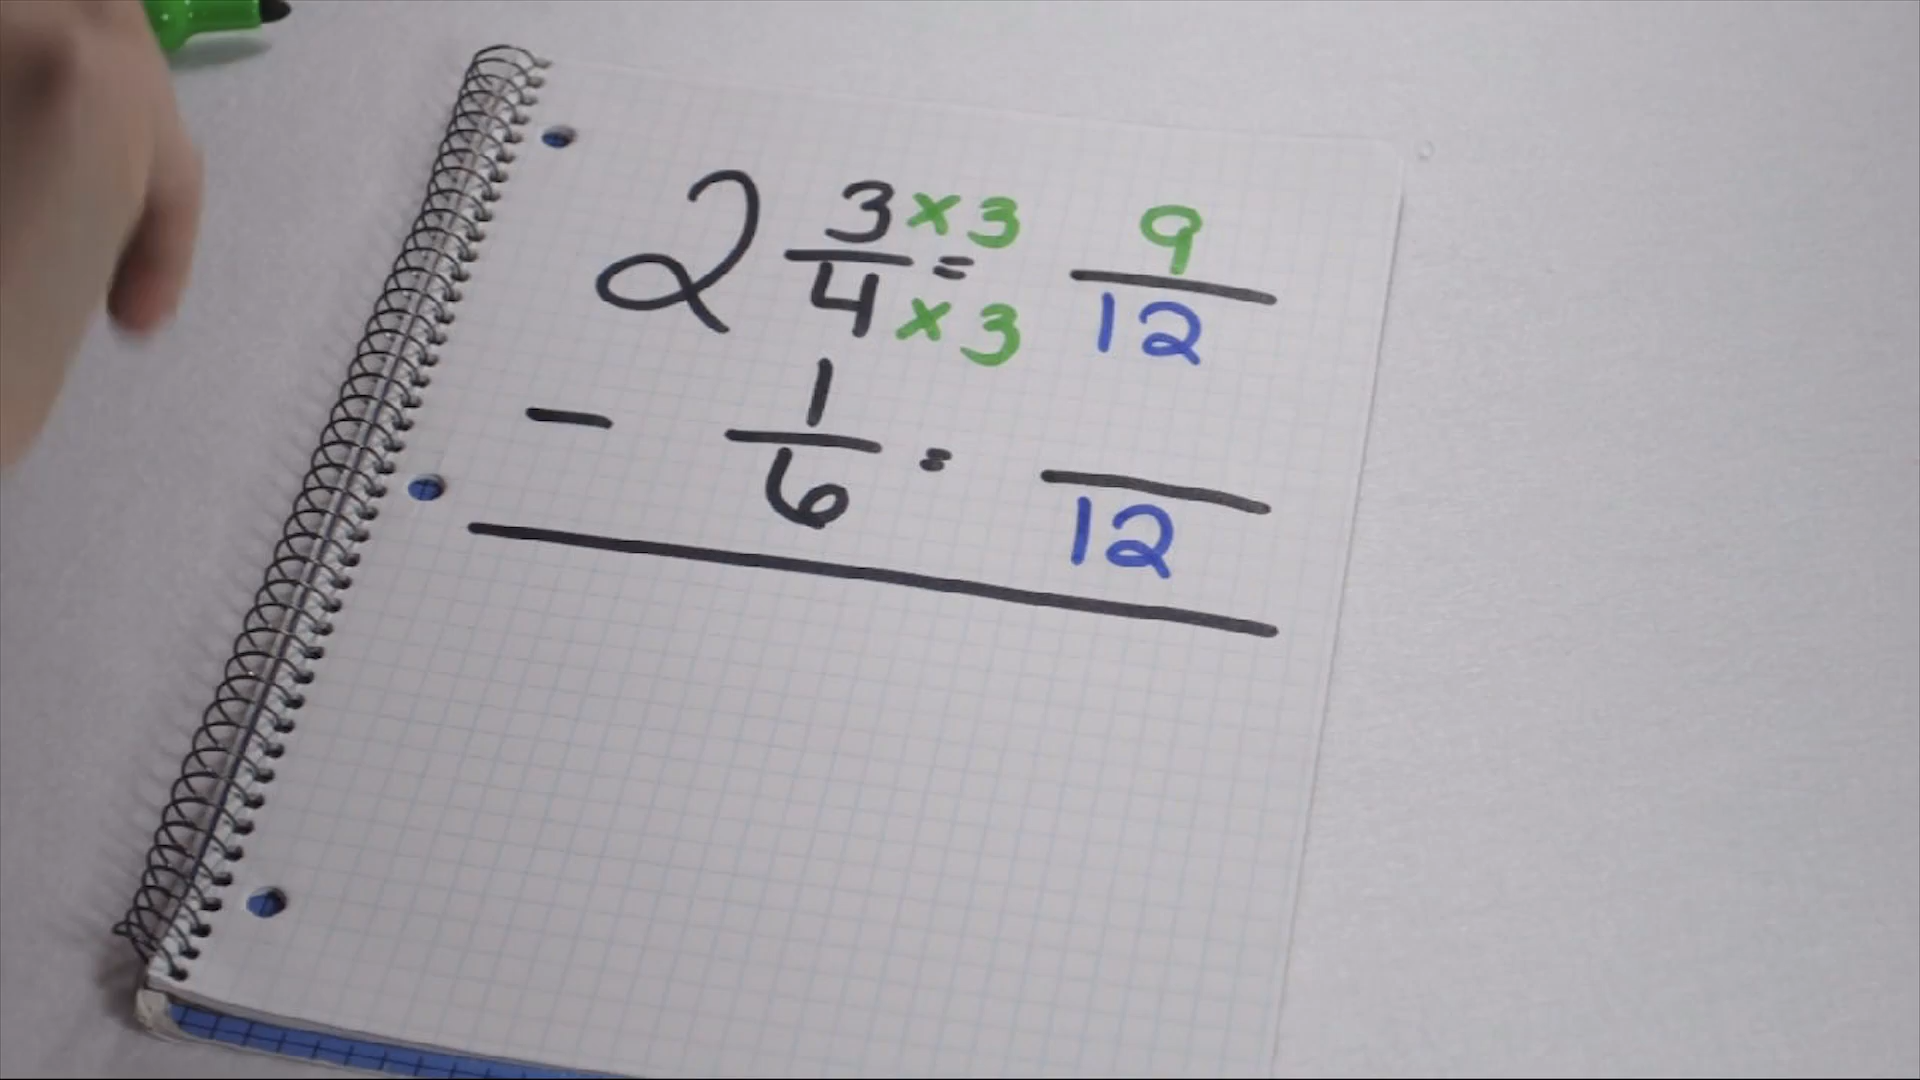 2 3/4 ×3 = ×3 9/12
− 1/6 = /12